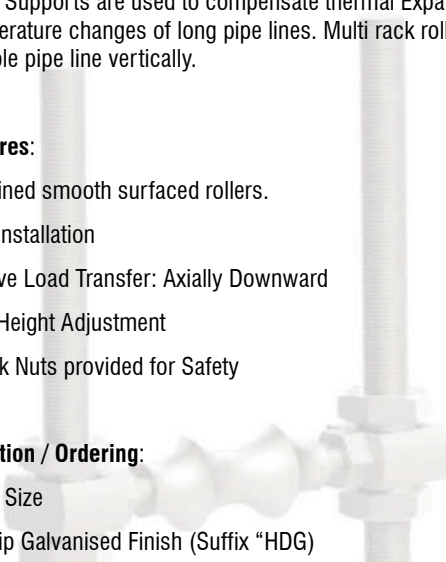 Supports are used to compensate thermal Expa
erature changes of long pipe lines. Multi rack rol
ole pipe line vertically.
res:
ined smooth surfaced rollers.
nstallation
ve Load Transfer: Axially Downward
Height Adjustment
k Nuts provided for Safety
tion / Ordering:
Size
ip Galvanised Finish (Suffix “HDG)